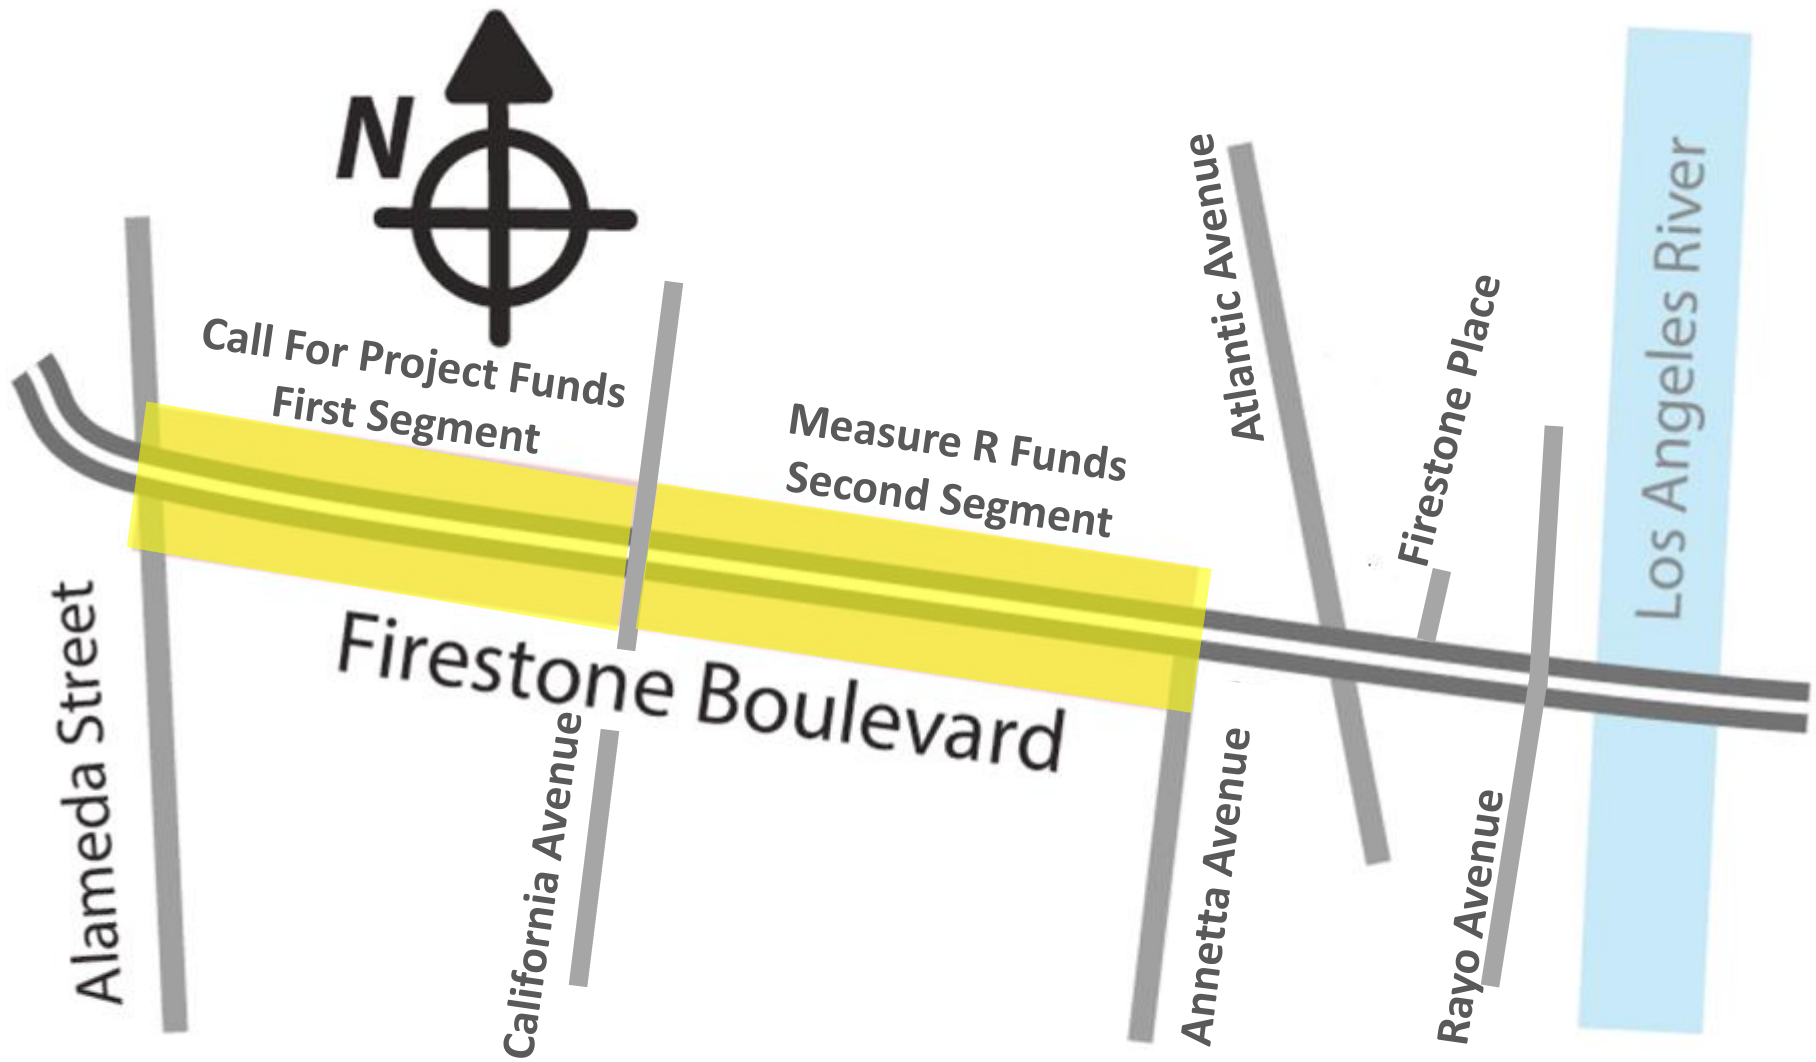 N
Call For Project Funds
First Segment
Measure R Funds
Second Segment
Atlantic Avenue
Firestone Place
Los Angeles River
Alameda Street
Firestone Boulevard
California Avenue
Annetta Avenue
Rayo Avenue